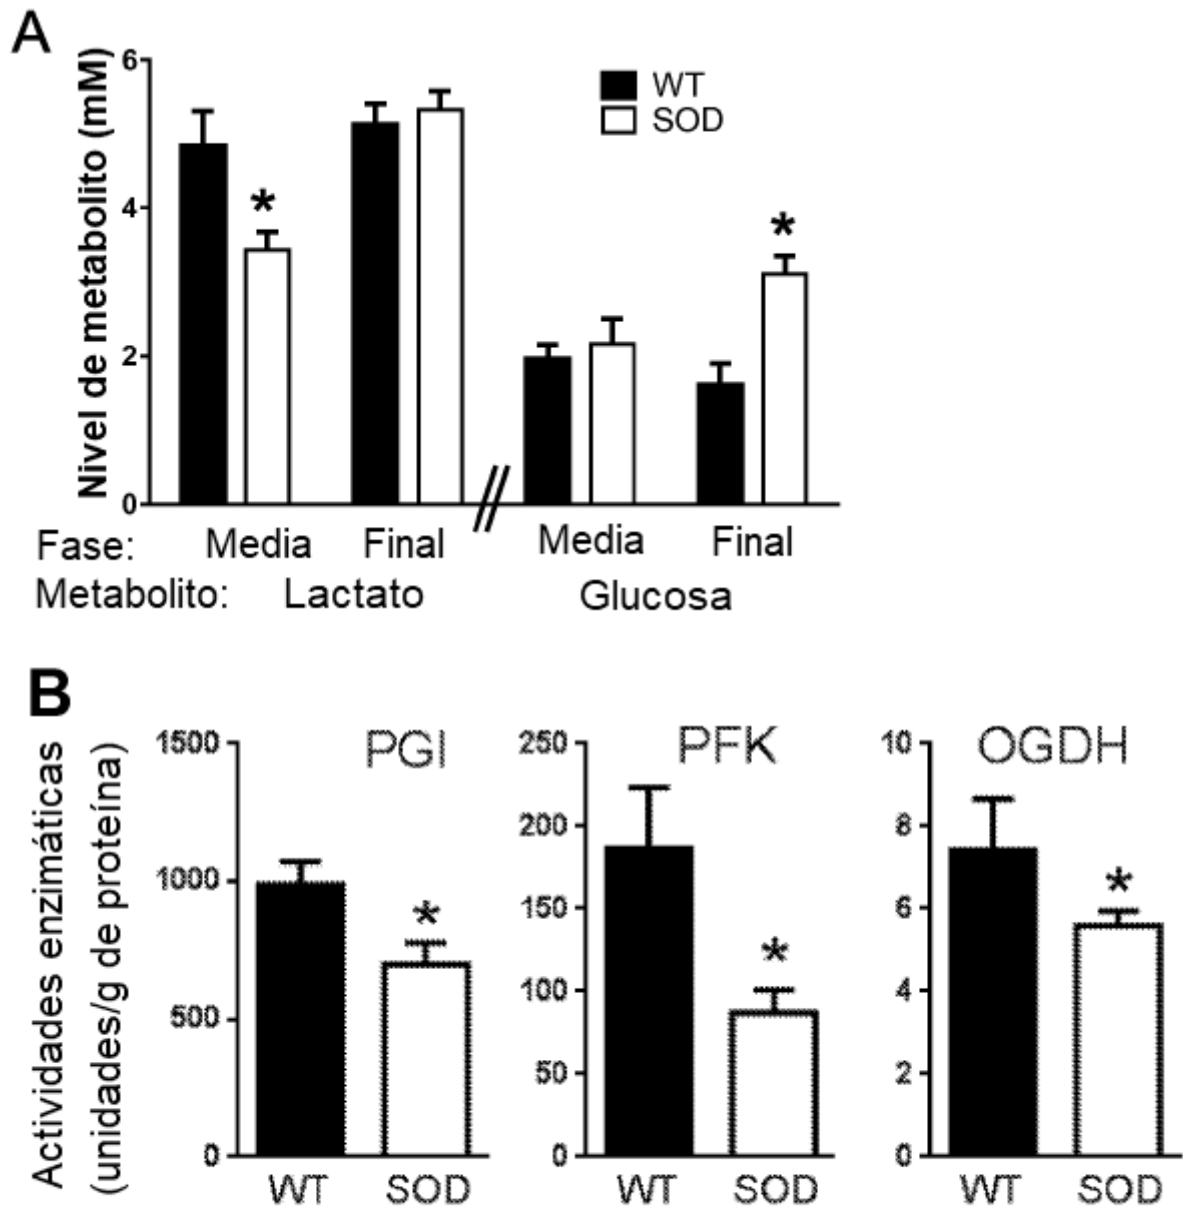 A
Nivel de metabolito (mM)
6
4
2
0
WT
SOD
*
*
Fase: Media Final Media Final
Metabolito: Lactato Glucosa
B
Actividades enzimáticas
(unidades/g de proteína)
PGI
1500
1000
500
0
*
WT SOD
PFK
250
200
150
100
50
0
*
WT SOD
OGDH
10
8
6
4
2
0
*
WT SOD